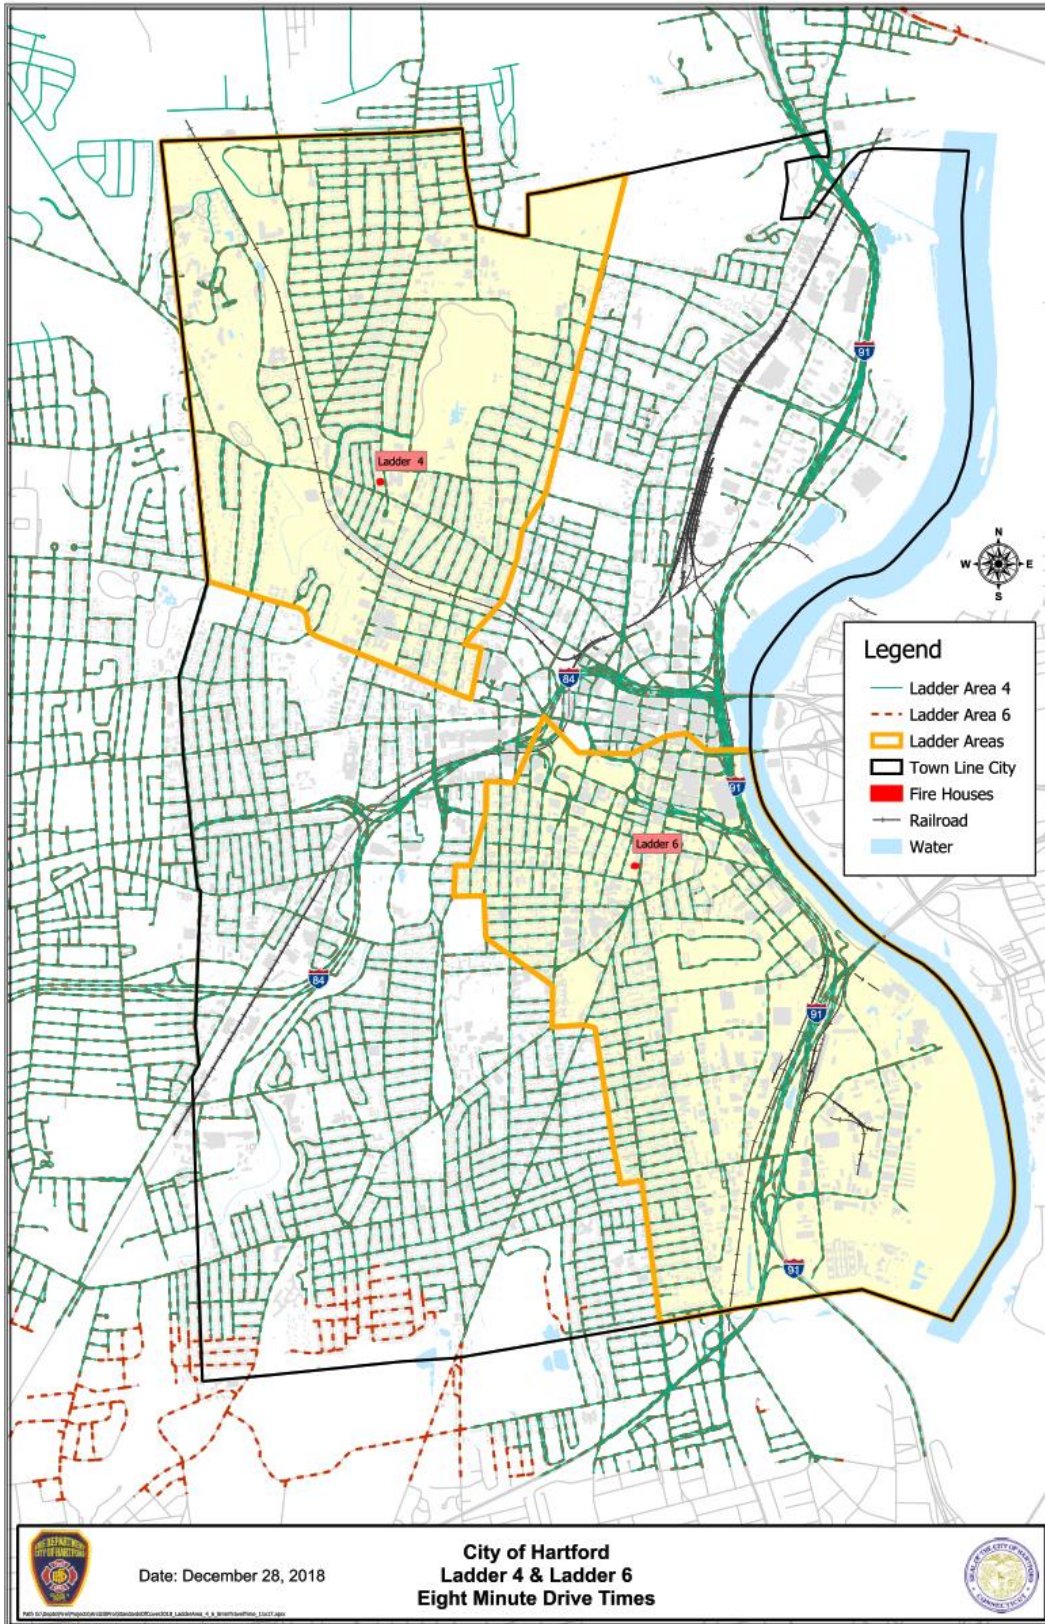 Ladder 4
91
N
W E
S
84
Legend
Ladder Area 4
Ladder Area 6
Ladder Areas
Town Line City
Fire Houses
Railroad
Water
91
Ladder 6
84
91
91
City of Hartford
Ladder 4 & Ladder 6
Eight Minute Drive Times
Date: December 28, 2018